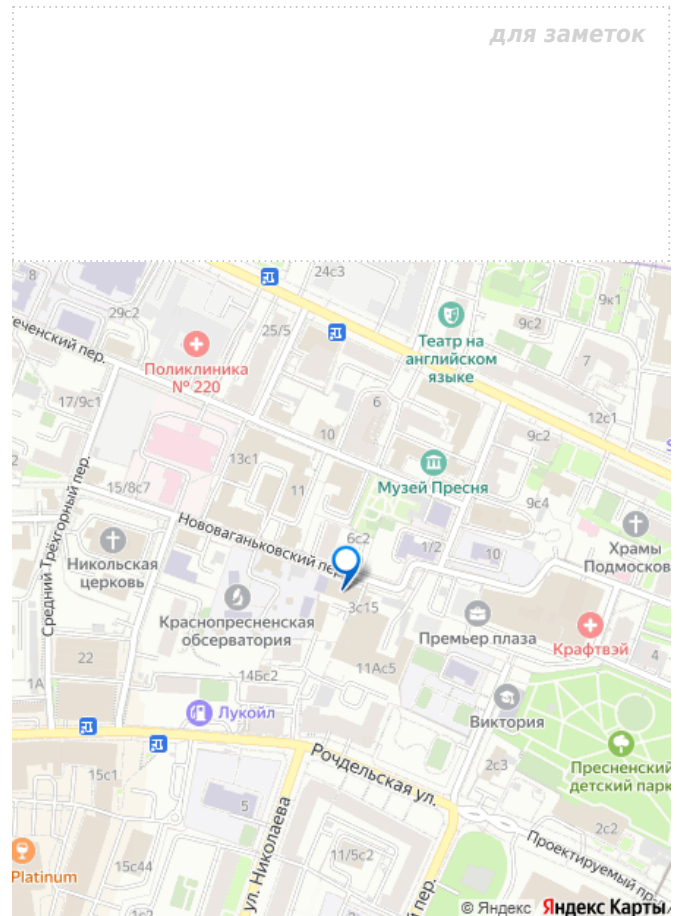 для заметок
8
24с3
29с2
9к1
25/5
9с2
еченский пер.
Поликлиника
№ 220
Театр на
английском
языке
7
17/9с1
6
12с1
10
9с2
13с1
2
11
Музей Пресня
15/8с7
9с4
Средний Трёхгорный пер.
Нововаганьковский пер.
6с2
1/2
10
Никольская
церковь
Храмы
Подмосков
3с15
Краснопресненская
обсерватория
Премьер плаза
Крафтвэй
4
22
11Ас5
1А
14Бс2
Лукойл
Виктория
Рочдельская ул.
2с3
Пресненский
детский парк
15с1
5
ул. Николаева
2с2
Проектируемый пр
Platinum
15с44
11/5с2
пер.
1с2
© Яндекс Яндекс Карты